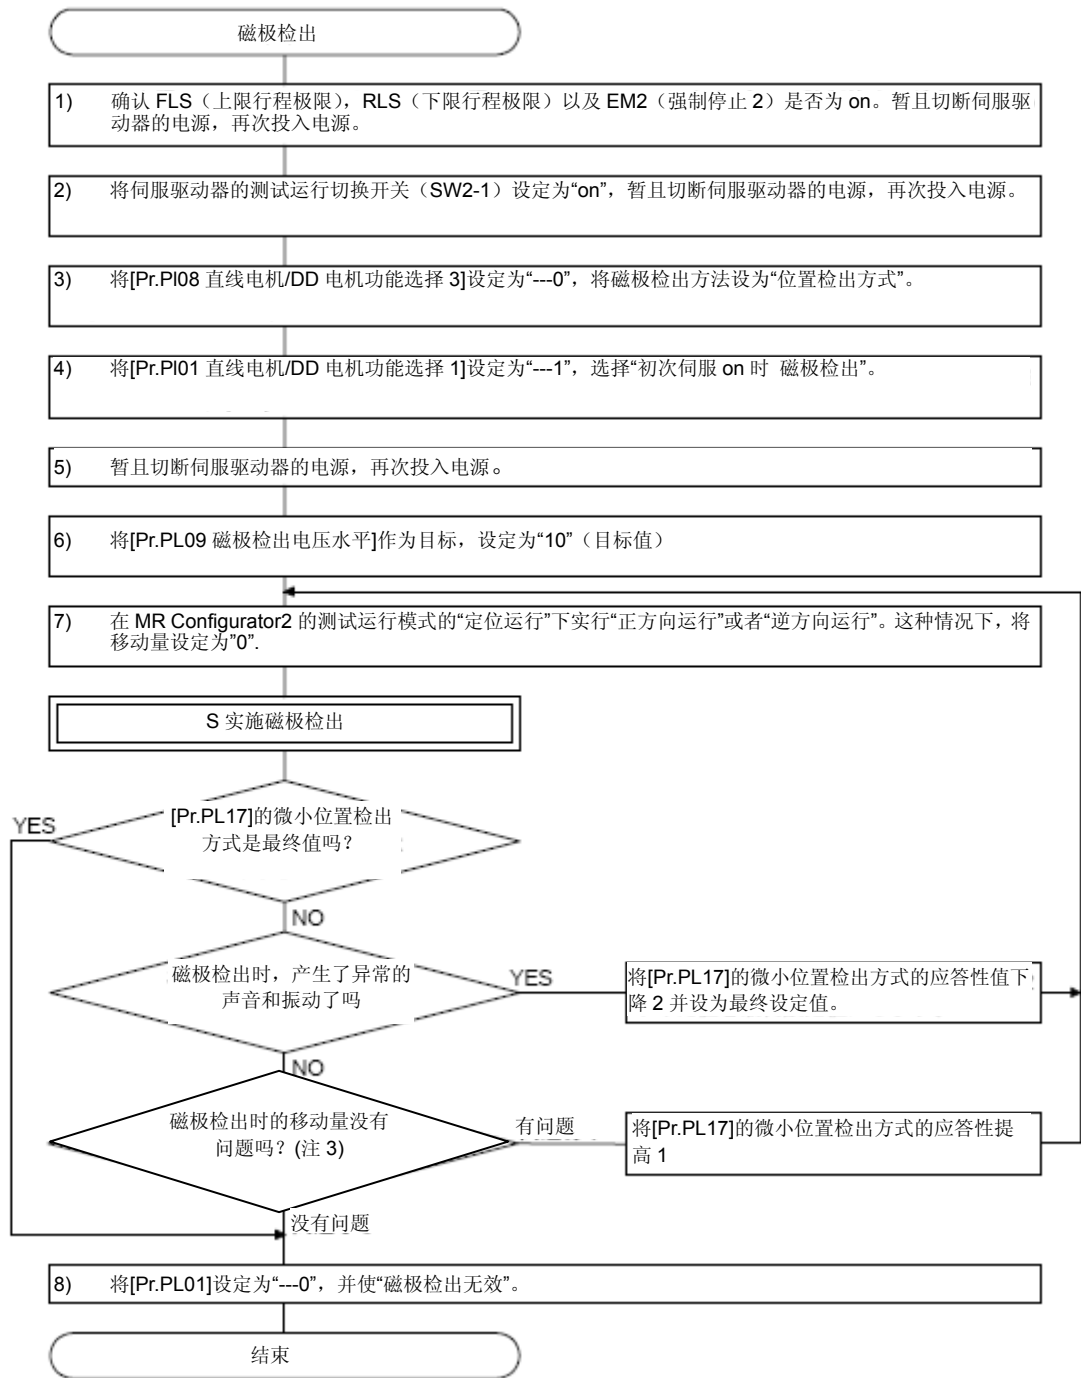 磁极检出
1) 确认 FLS（上限行程极限），RLS（下限行程极限）以及 EM2（强制停止 2）是否为 on。暂且切断伺服驱
动器的电源，再次投入电源。
2) 将伺服驱动器的测试运行切换开关（SW2-1）设定为“on”，暂且切断伺服驱动器的电源，再次投入电源。
3) 将[Pr.Pl08 直线电机/DD 电机功能选择 3]设定为“---0”，将磁极检出方法设为“位置检出方式”。
4) 将[Pr.Pl01 直线电机/DD 电机功能选择 1]设定为“---1”，选择“初次伺服 on 时 磁极检出”。
5) 暂且切断伺服驱动器的电源，再次投入电源。
6) 将[Pr.PL09 磁极检出电压水平]作为目标，设定为“10”（目标值）
7) 在 MR Configurator2 的测试运行模式的“定位运行”下实行“正方向运行”或者“逆方向运行”。这种情况下，将
移动量设定为”0”.
S 实施磁极检出
[Pr.PL17]的微小位置检出
方式是最终值吗？
YES
NO
磁极检出时，产生了异常的
声音和振动了吗
YES
将[Pr.PL17]的微小位置检出方式的应答性值下
降 2 并设为最终设定值。
NO
磁极检出时的移动量没有
问题吗？(注 3)
有问题
将[Pr.PL17]的微小位置检出方式的应答性提
高 1
没有问题
8) 将[Pr.PL01]设定为“---0”，并使“磁极检出无效”。
结束